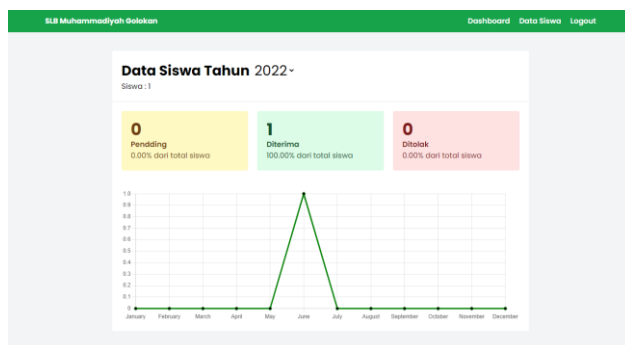 SLB Muhammadiyah Golokan
Dashboard Data Siswa Logout
Data Siswa Tahun 2022
Siswa : 1
0
Pendding
0.00% dari total siswa
1
Diterima
100.00% dari total siswa
0
Ditolak
0.00% dari total siswa
1.0
0.9
0.8
0.7
0.6
0.5
0.4
0.3
0.2
0.1
0
January February March April May June July August September October November December